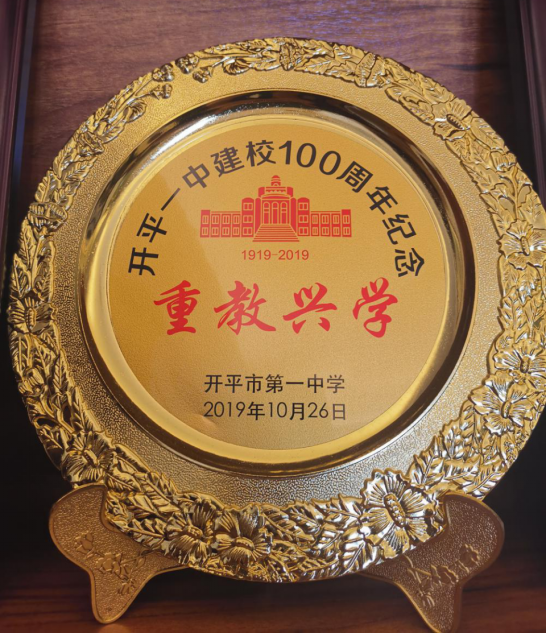 开平一中建校100周年纪念
1919-2019
重教兴学
开平市第一中学
2019年10月26日